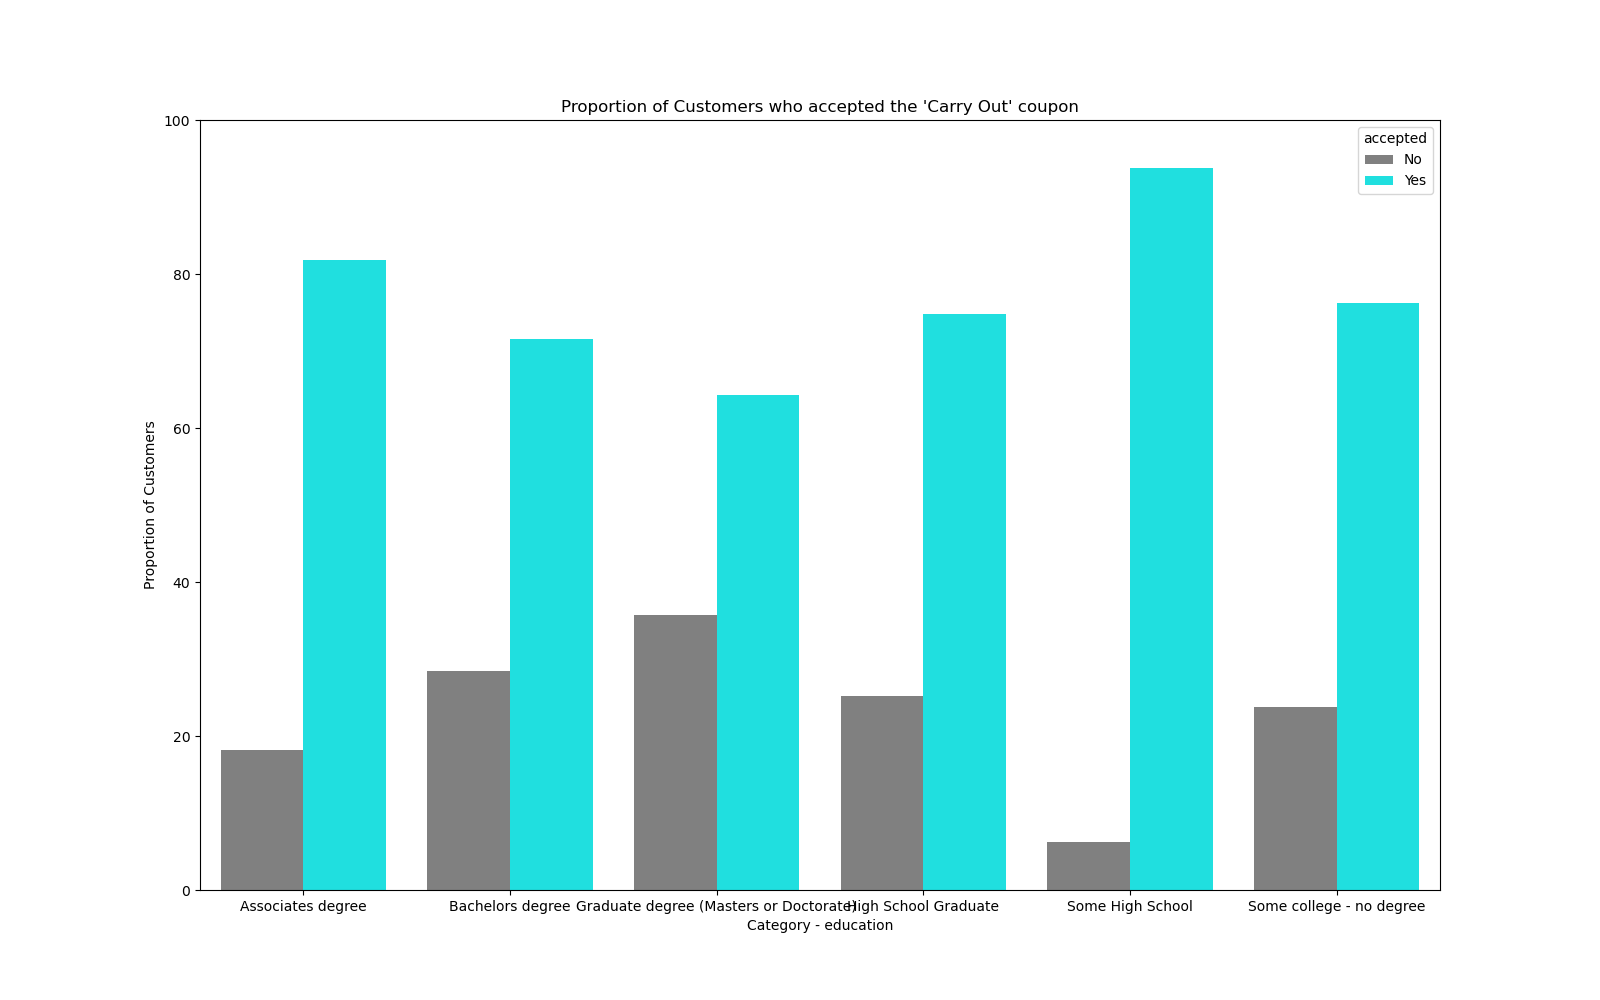 Proportion of Customers who accepted the 'Carry Out' coupon
100
80
60
40
20
0
Proportion of Customers
accepted
No
Yes
Associates degree
Bachelors degree
Graduate degree (Masters or Doctorate)
High School Graduate
Some High School
Some college - no degree
Category - education